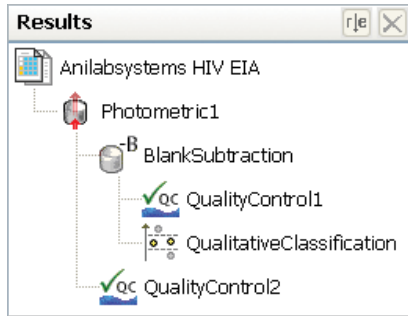 Results r|e
Anilabsystems HIV EIA
Photometric1
-B BlankSubtraction
QC QualityControl1
QualitativeClassification
QC QualityControl2